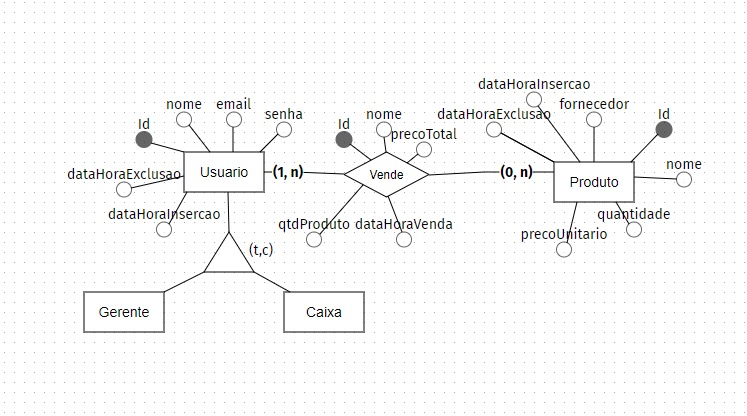 dataHoraInsercao
nome
email
senha
Id
dataHoraExclusao
dataHoraInsercao
Usuario
(1, n)
Id
nome
precoTotal
Vende
qtdProduto
dataHoraVenda
(0, n)
dataHoraExclusao
fornecedor
Id
nome
Produto
quantidade
precoUnitario
(t,c)
Gerente
Caixa